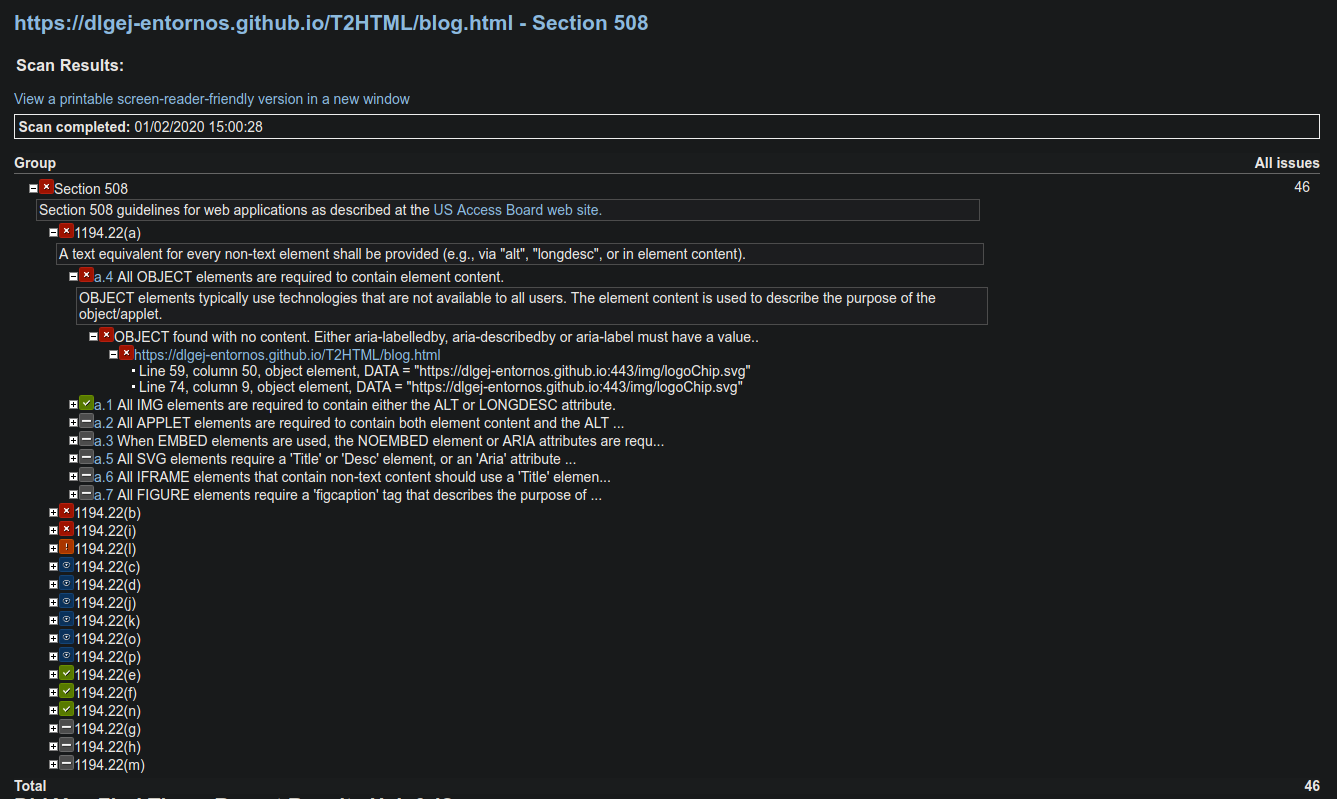 https://dlgej-entornos.github.io/T2HTML/blog.html - Section 508
Scan Results:
View a printable screen-reader-friendly version in a new window
Scan completed: 01/02/2020 15:00:28
Group All issues
Section 508 46
Section 508 guidelines for web applications as described at the US Access Board web site.
1194.22(a)
A text equivalent for every non-text element shall be provided (e.g., via "alt", "longdesc", or in element content).
a.4 All OBJECT elements are required to contain element content.
OBJECT elements typically use technologies that are not available to all users. The element content is used to describe the purpose of the
object/applet.
OBJECT found with no content. Either aria-labelledby, aria-describedby or aria-label must have a value..
https://dlgej-entornos.github.io/T2HTML/blog.html
Line 59, column 50, object element, DATA = "https://dlgej-entornos.github.io:443/img/logoChip.svg"
Line 74, column 9, object element, DATA = "https://dlgej-entornos.github.io:443/img/logoChip.svg"
a.1 All IMG elements are required to contain either the ALT or LONGDESC attribute.
a.2 All APPLET elements are required to contain both element content and the ALT ...
a.3 When EMBED elements are used, the NOEMBED element or ARIA attributes are requ...
a.5 All SVG elements require a 'Title' or 'Desc' element, or an 'Aria' attribute ...
a.6 All IFRAME elements that contain non-text content should use a 'Title' elemen...
a.7 All FIGURE elements require a 'figcaption' tag that describes the purpose of ...
1194.22(b)
1194.22(i)
1194.22(l)
1194.22(c)
1194.22(d)
1194.22(j)
1194.22(k)
1194.22(o)
1194.22(p)
1194.22(e)
1194.22(f)
1194.22(n)
1194.22(g)
1194.22(h)
1194.22(m)
Total 46